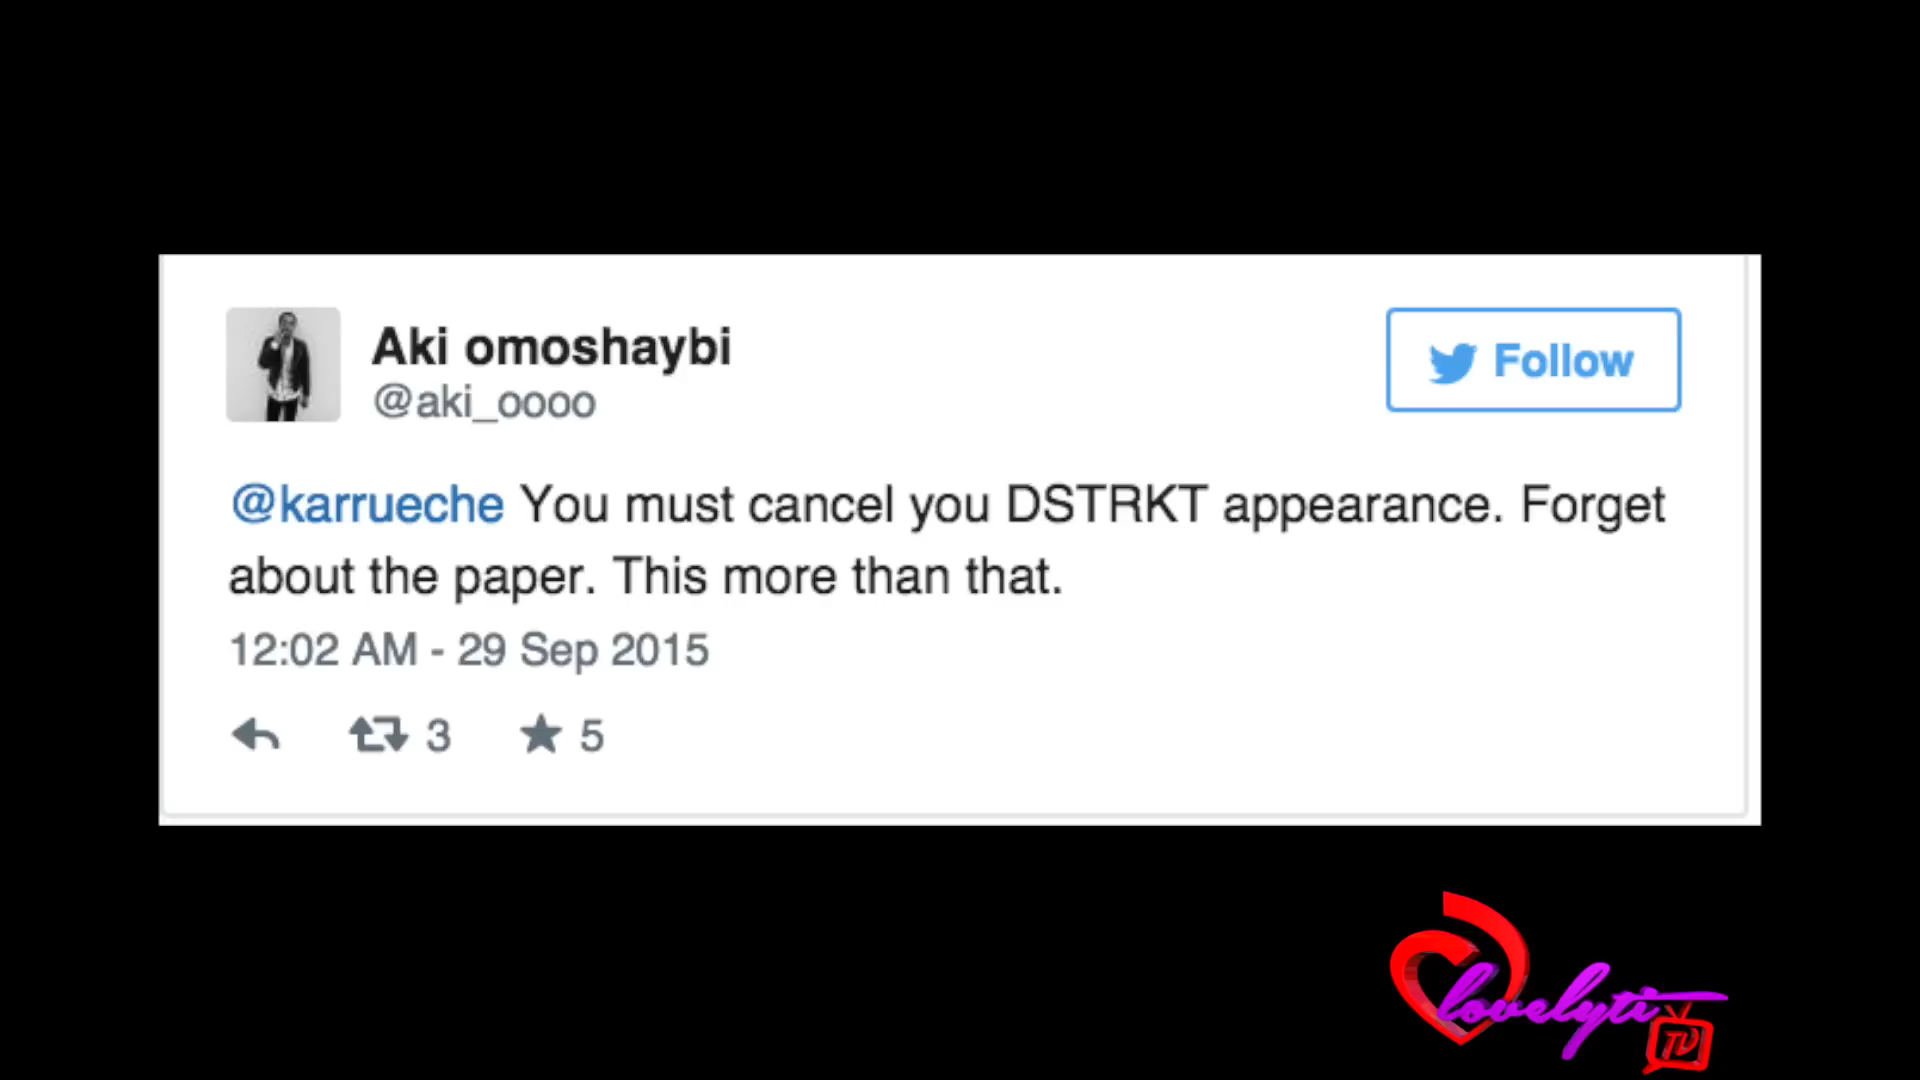 Aki omoshaybi
@aki_oooo
Follow
@karrueche You must cancel you DSTRKT appearance. Forget
about the paper. This more than that.
12:02 AM - 29 Sep 2015
3 5
lovelyti
TV